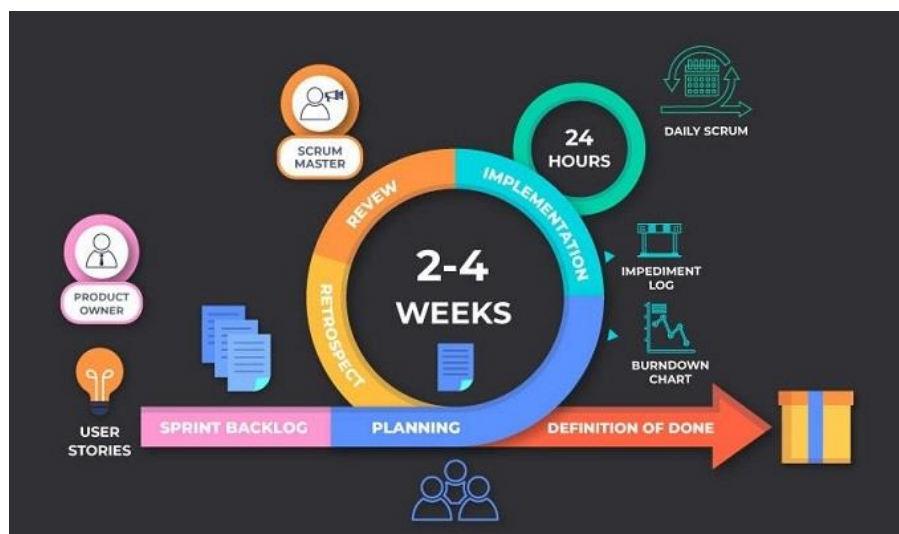 SCRUM
MASTER
24
HOURS
DAILY SCRUM
REVEW
IMPLEMENTATION
RETROSPECT
2-4
WEEKS
PRODUCT
OWNER
IMPEDIMENT
LOG
BURNDOWN
CHART
USER
STORIES
SPRINT BACKLOG
PLANNING
DEFINITION OF DONE